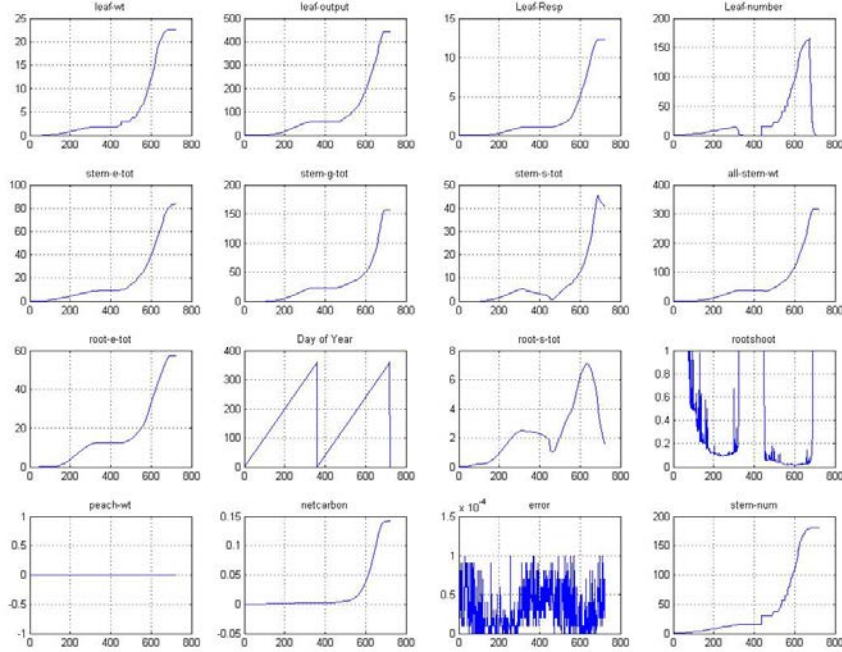 leaf-wt
25
20
15
10
5
0
0 200 400 600 800
leaf-output
500
400
300
200
100
0
0 200 400 600 800
Leaf-Resp
15
10
5
0
0 200 400 600 800
Leaf-number
200
150
100
50
0
0 200 400 600 800
stem-e-tot
100
80
60
40
20
0
0 200 400 600 800
stem-g-tot
200
150
100
50
0
0 200 400 600 800
stem-s-tot
50
40
30
20
10
0
0 200 400 600 800
all-stem-wt
400
300
200
100
0
0 200 400 600 800
root-e-tot
60
40
20
0
0 200 400 600 800
Day of Year
400
300
200
100
0
0 200 400 600 800
root-s-tot
8
6
4
2
0
0 200 400 600 800
rootshoot
1
0.8
0.6
0.4
0.2
0
0 200 400 600 800
peach-wt
1
0.5
0
-0.5
-1
0 200 400 600 800
netcarbon
0.15
0.1
0.05
0
-0.05
0 200 400 600 800
error
x 10⁻⁴
1.5
1
0.5
0
0 200 400 600 800
stem-num
200
150
100
50
0
0 200 400 600 800